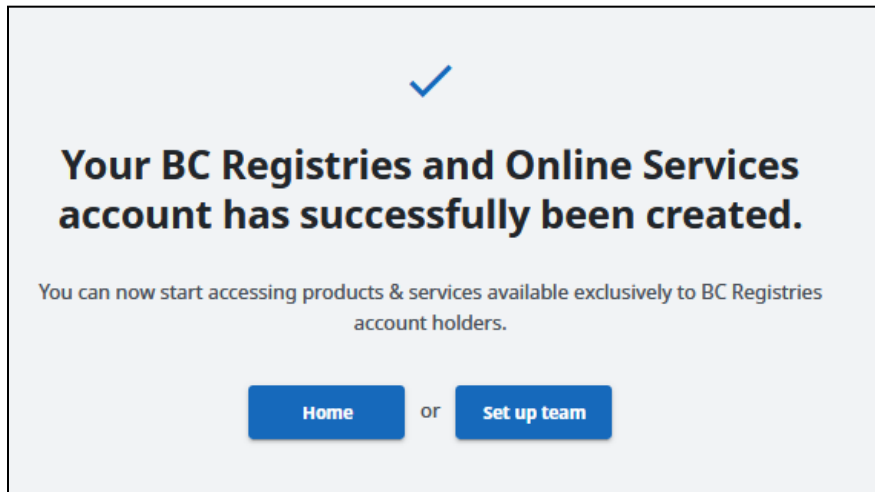 Your BC Registries and Online Services
account has successfully been created.
You can now start accessing products & services available exclusively to BC Registries
account holders.
Home or Set up team